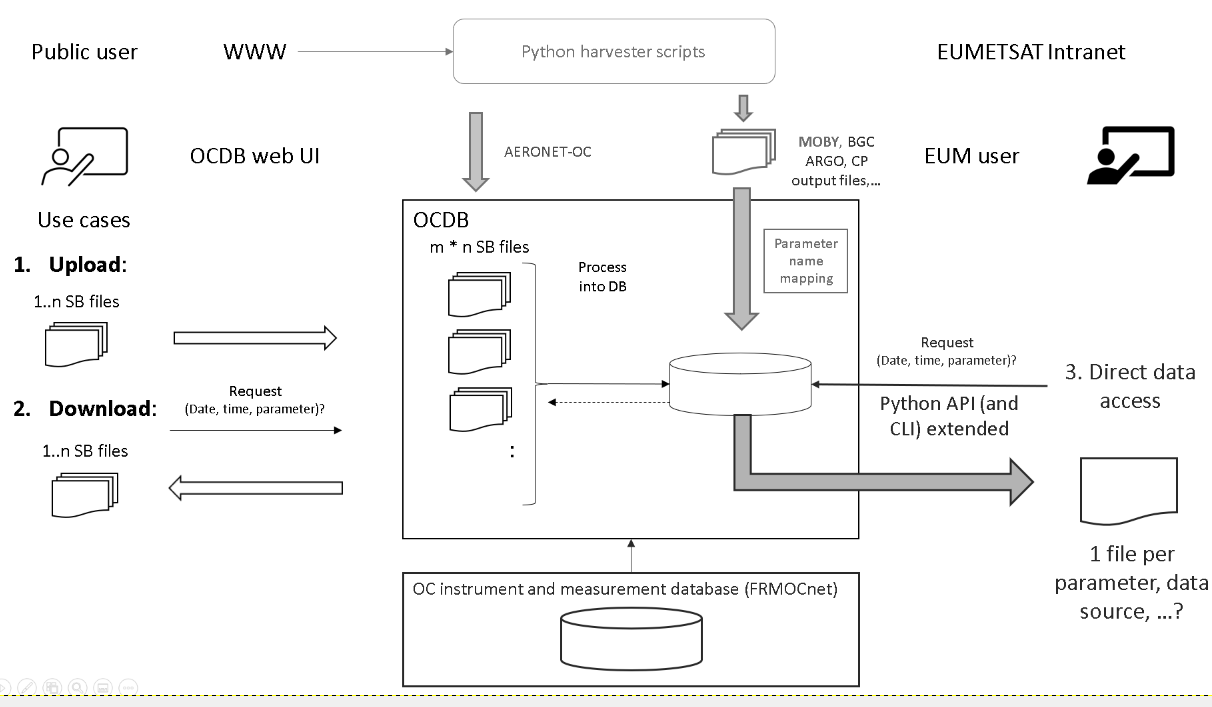 Public user
WWW
Python harvester scripts
EUMETSAT Intranet
OCDB web UI
AERONET-OC
MOBY, BGC
ARGO, CP
output files,...
EUM user
Use cases
1. Upload:
1..n SB files
2. Download:
Request
(Date, time, parameter)?
1..n SB files
OCDB
m * n SB files
Process
into DB
Parameter
name
mapping
Request
(Date, time, parameter)?
Python API (and
CLI) extended
3. Direct data
access
1 file per
parameter, data
source, ...?
:
OC instrument and measurement database (FRMOCnet)